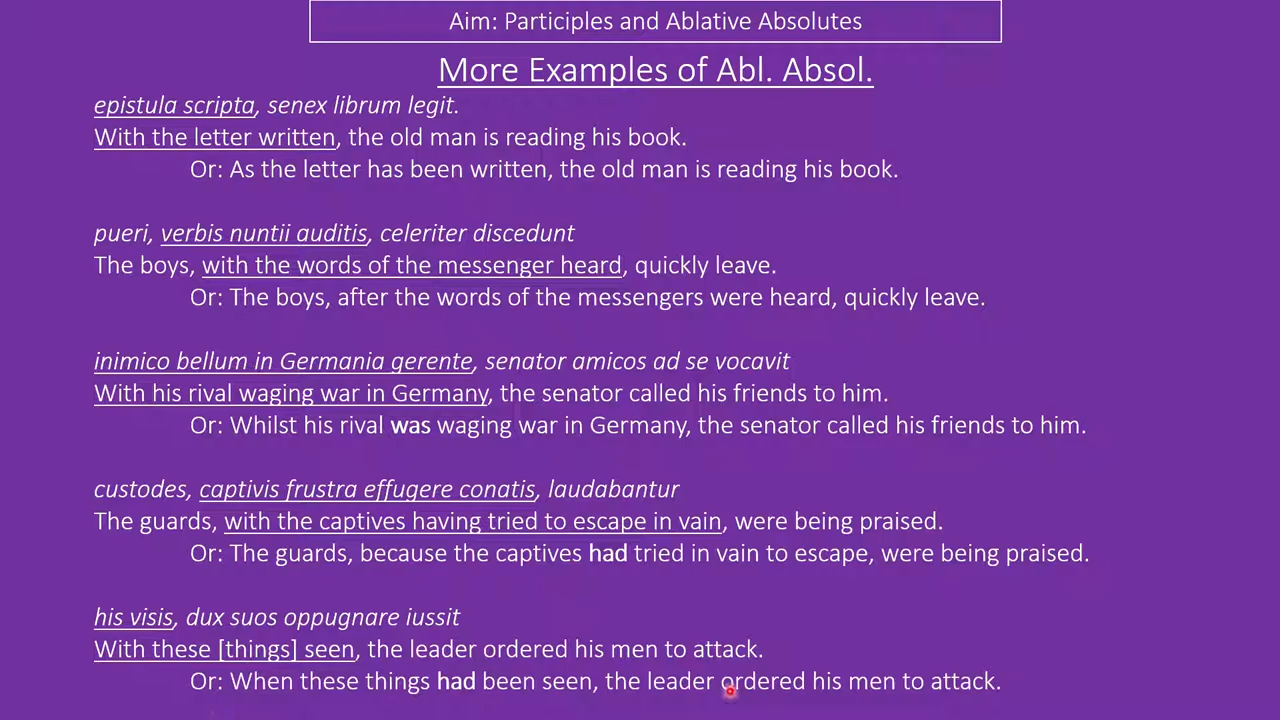 Aim: Participles and Ablative Absolutes
More Examples of Abl. Absol.
epistula scripta, senex librum legit.
With the letter written, the old man is reading his book.
Or: As the letter has been written, the old man is reading his book.
pueri, verbis nuntii auditis, celeriter discedunt
The boys, with the words of the messenger heard, quickly leave.
Or: The boys, after the words of the messengers were heard, quickly leave.
inimico bellum in Germania gerente, senator amicos ad se vocavit
With his rival waging war in Germany, the senator called his friends to him.
Or: Whilst his rival was waging war in Germany, the senator called his friends to him.
custodes, captivis frustra effugere conatis, laudabantur
The guards, with the captives having tried to escape in vain, were being praised.
Or: The guards, because the captives had tried in vain to escape, were being praised.
his visis, dux suos oppugnare iussit
With these [things] seen, the leader ordered his men to attack.
Or: When these things had been seen, the leader ordered his men to attack.